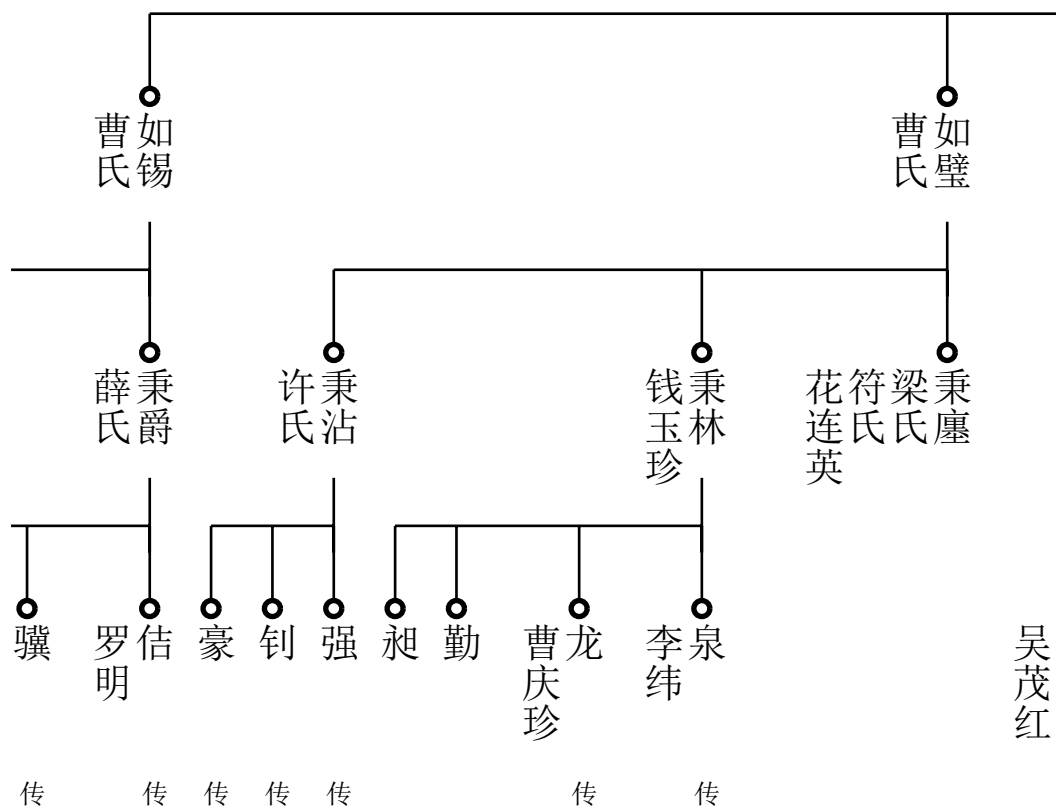 如璧
曹氏
如锡
曹氏
秉廛
梁氏
符氏
花连英
秉林
钱玉珍
秉沾
许氏
秉爵
薛氏
吴茂红
泉
李纬
龙
曹庆珍
勤
昶
强
钊
豪
佶
罗明
骥
传
传
传
传
传
传
传